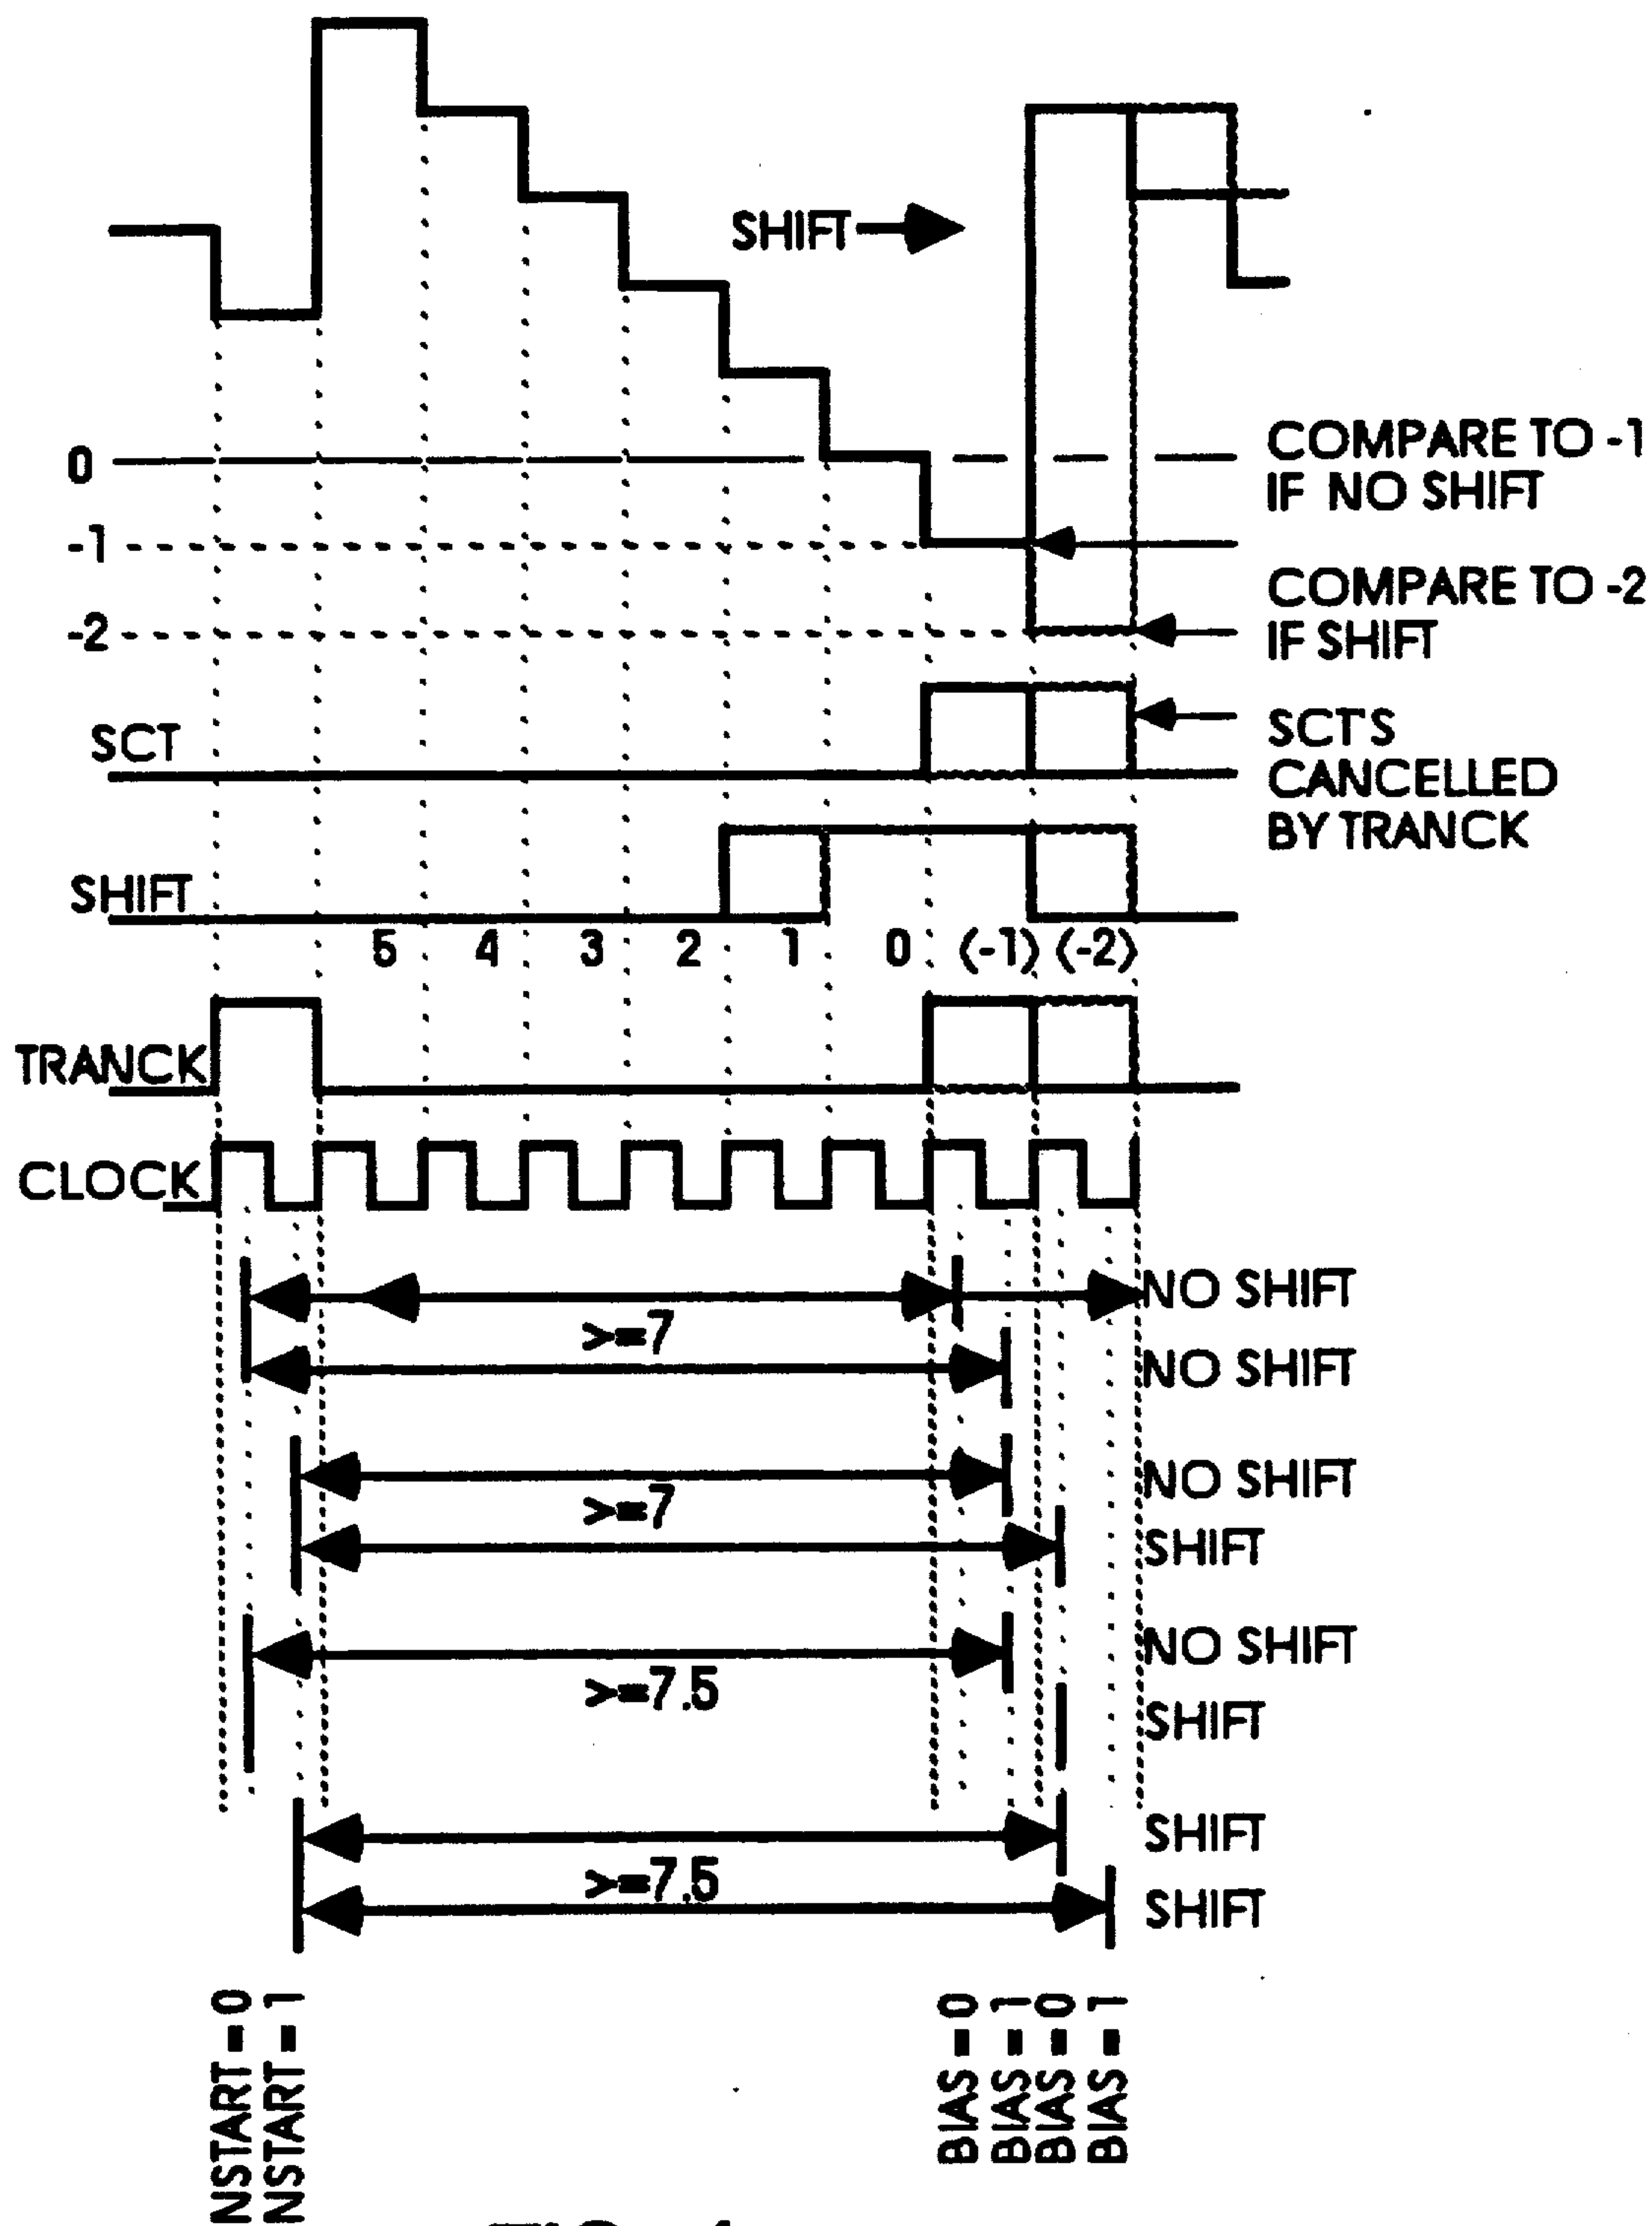 SHIFT
0
COMPARE TO -1
IF NO SHIFT
-1
COMPARE TO -2
IF SHIFT
-2
SCT
SCT'S
CANCELLED
BY TRANCK
SHIFT
5 4 3 2 1 0 (-1) (-2)
TRANCK
CLOCK
NO SHIFT
>=7
NO SHIFT
NO SHIFT
>=7
SHIFT
NO SHIFT
>=7.5
SHIFT
SHIFT
>=7.5
SHIFT
NSTART = 0
NSTART = 1
BIAS = 0
BIAS = 1
BIAS = 0
BIAS = 1